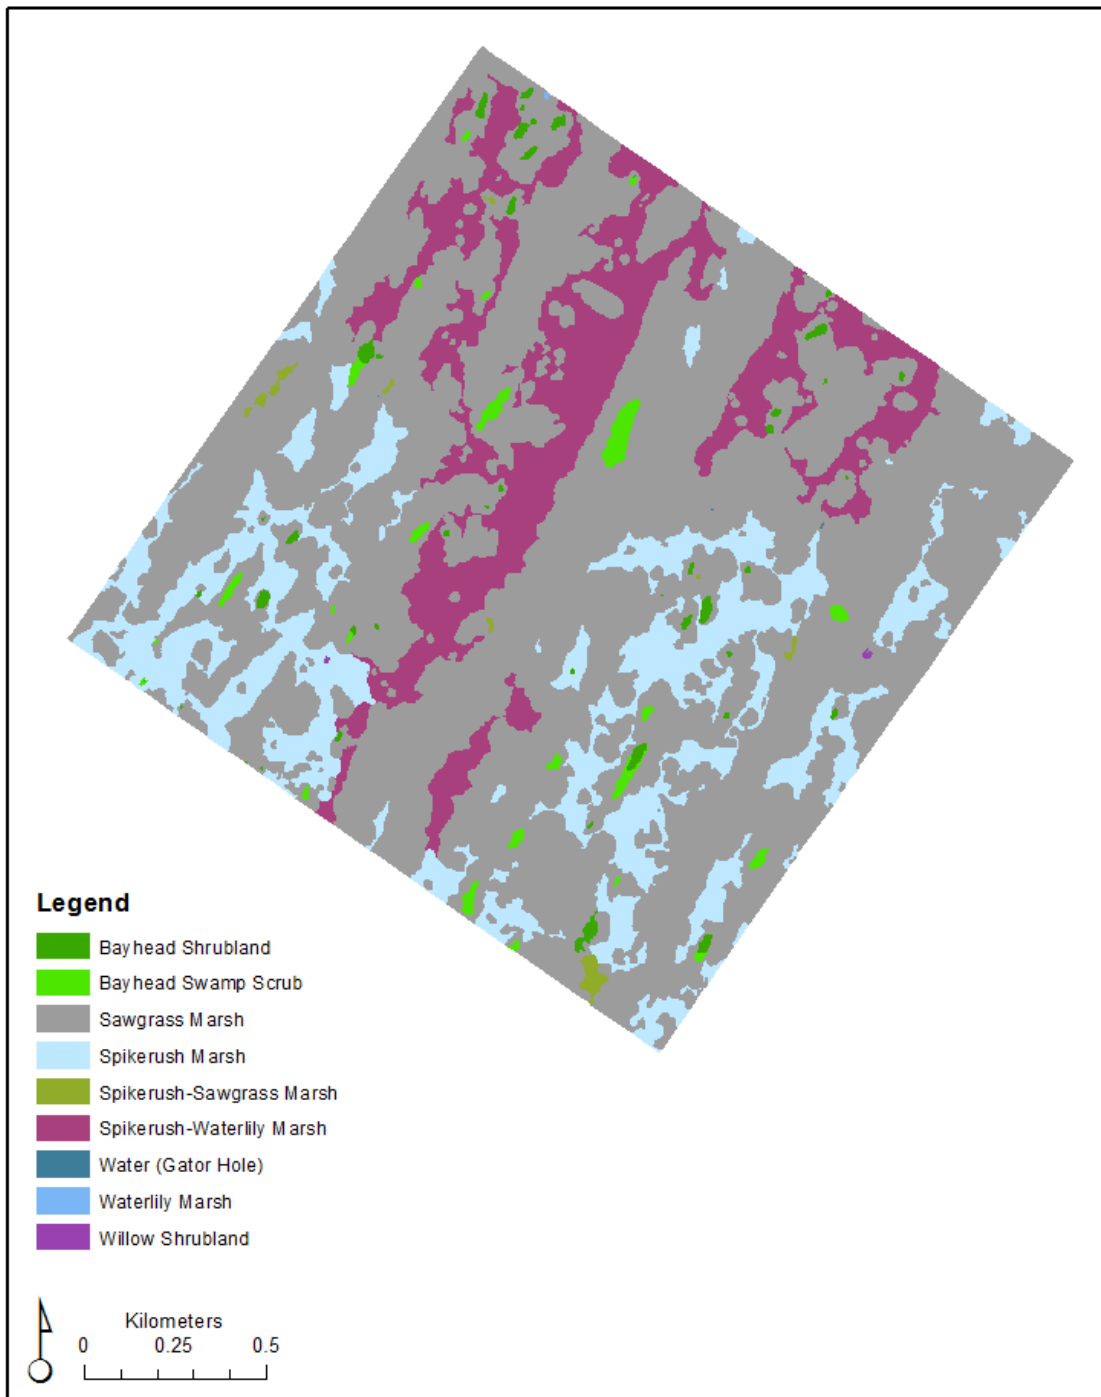 Legend
Bayhead Shrubland
Bayhead Swamp Scrub
Sawgrass Marsh
Spikerush Marsh
Spikerush-Sawgrass Marsh
Spikerush-Waterlily Marsh
Water (Gator Hole)
Waterlily Marsh
Willow Shrubland
Kilometers
0 0.25 0.5